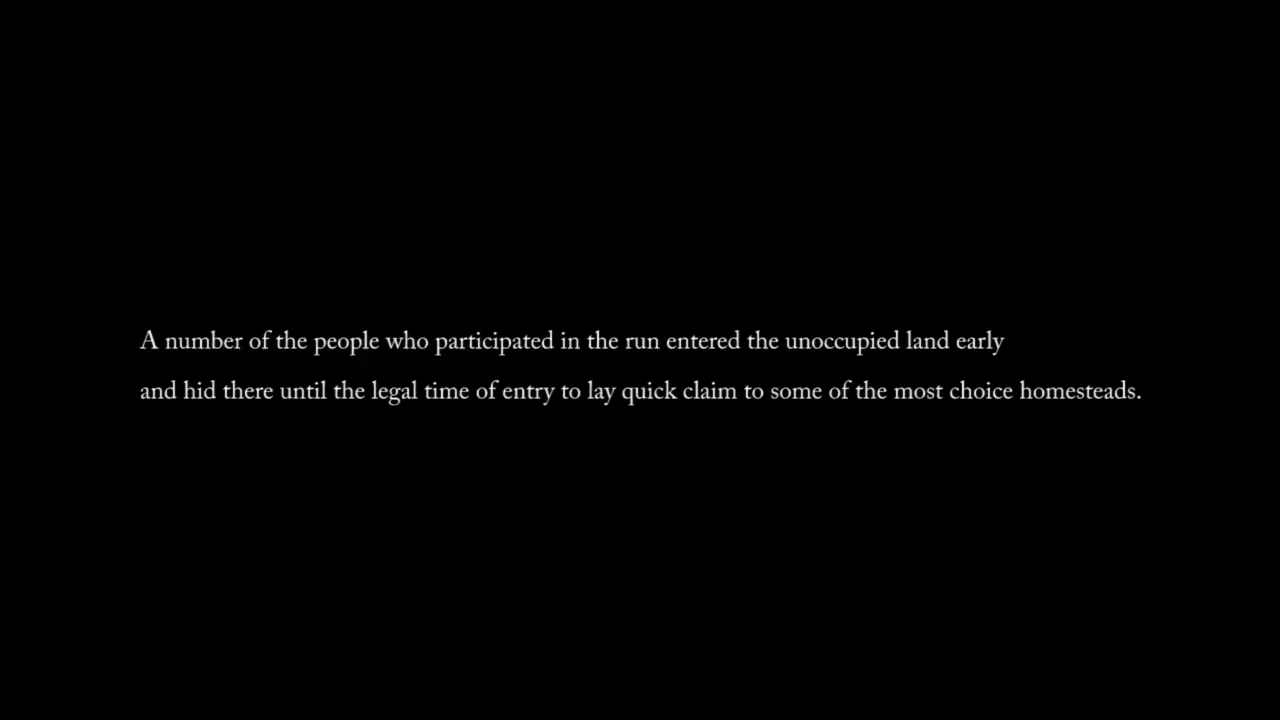 A number of the people who participated in the run entered the unoccupied land early
and hid there until the legal time of entry to lay quick claim to some of the most choice homesteads.